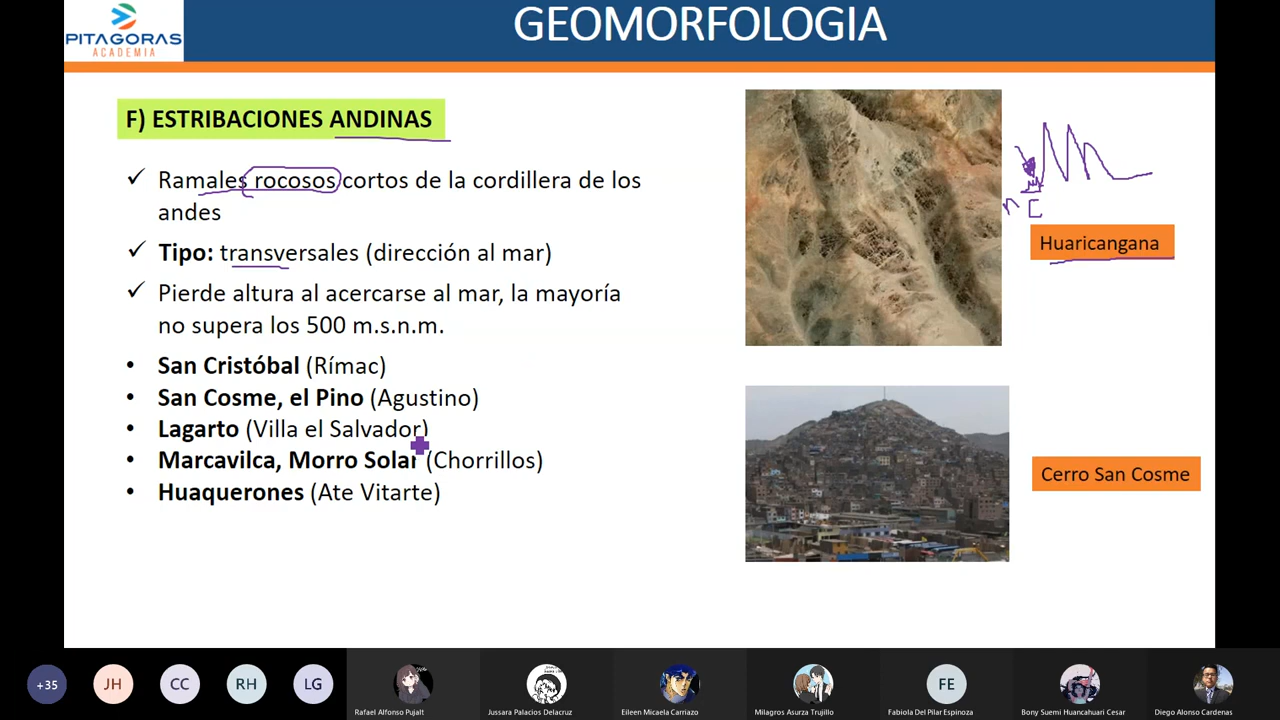 PITAGORAS
ACADEMIA
GEOMORFOLOGIA
F) ESTRIBACIONES ANDINAS
✓ Ramales rocosos cortos de la cordillera de los
andes
✓ Tipo: transversales (dirección al mar)
✓ Pierde altura al acercarse al mar, la mayoría
no supera los 500 m.s.n.m.
• San Cristóbal (Rímac)
• San Cosme, el Pino (Agustino)
• Lagarto (Villa el Salvador)
• Marcavilca, Morro Solar (Chorrillos)
• Huaquerones (Ate Vitarte)
Huaricangana
Cerro San Cosme
+35
JH
CC
RH
LG
FE
Rafael Alfonso Pujalt
Jussara Palacios Delacruz
Eileen Micaela Carriazo
Milagros Asurza Trujillo
Fabiola Del Pilar Espinoza
Bony Suemi Huancahuari Cesar
Diego Alonso Cardenas